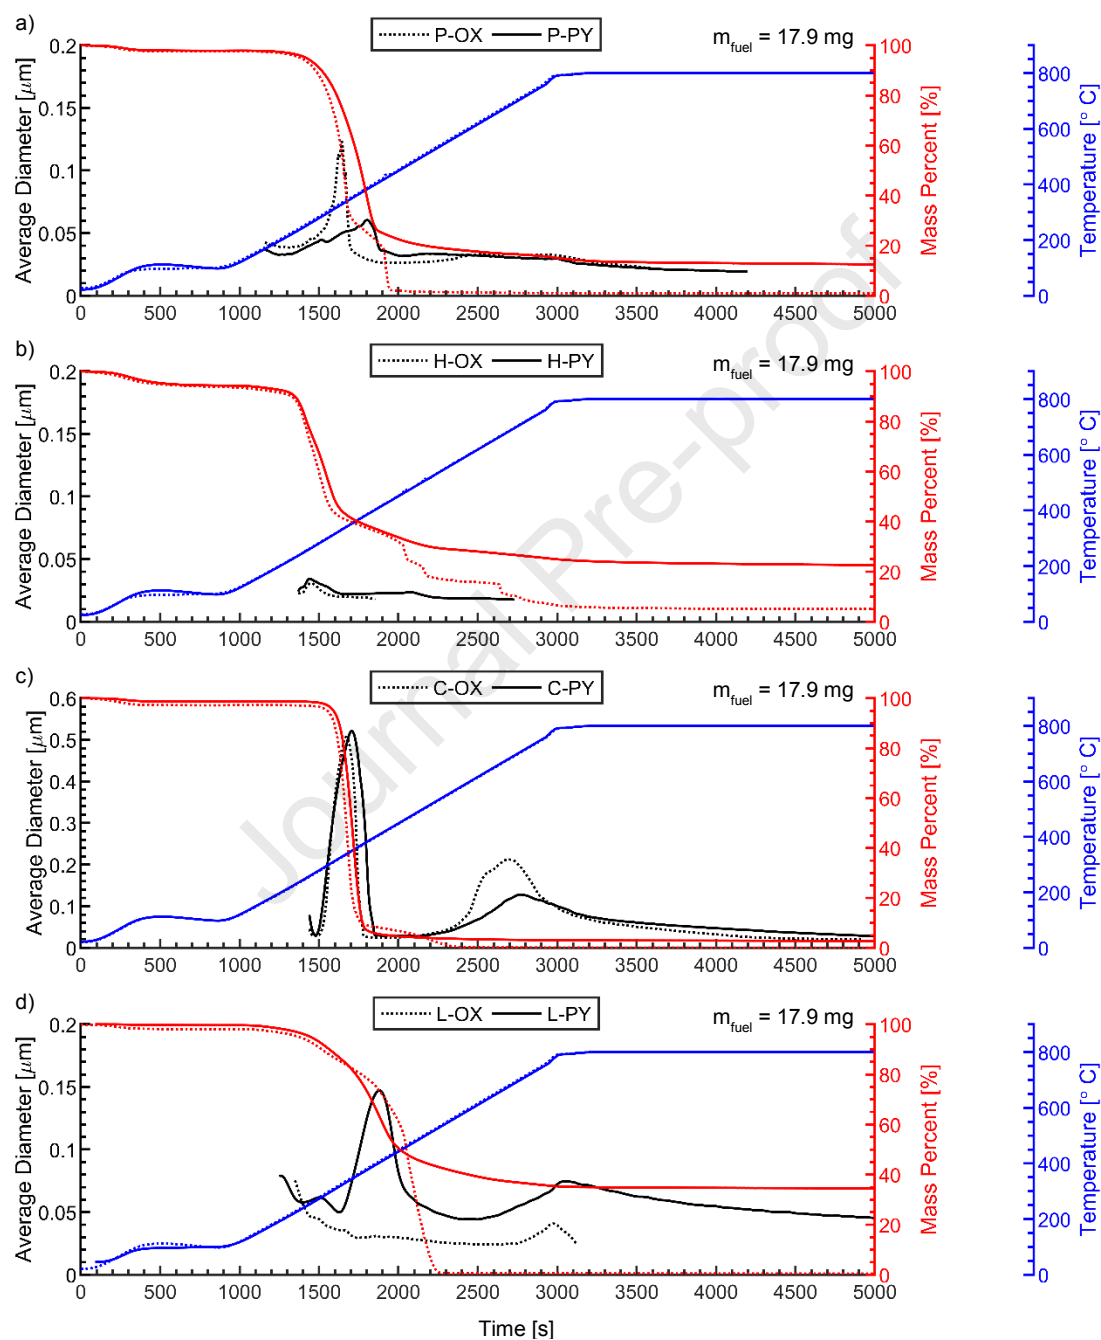 a)
P-OX P-PY
m_fuel = 17.9 mg
0.2
0.15
0.1
0.05
0
Average Diameter [μm]
100
80
60
40
20
0
Mass Percent [%]
800
600
400
200
0
Temperature [° C]
0 500 1000 1500 2000 2500 3000 3500 4000 4500 5000
b)
H-OX H-PY
m_fuel = 17.9 mg
0.2
0.15
0.1
0.05
0
Average Diameter [μm]
100
80
60
40
20
0
Mass Percent [%]
800
600
400
200
0
Temperature [° C]
0 500 1000 1500 2000 2500 3000 3500 4000 4500 5000
c)
C-OX C-PY
m_fuel = 17.9 mg
0.6
0.5
0.4
0.3
0.2
0.1
0
Average Diameter [μm]
100
80
60
40
20
0
Mass Percent [%]
800
600
400
200
0
Temperature [° C]
0 500 1000 1500 2000 2500 3000 3500 4000 4500 5000
d)
L-OX L-PY
m_fuel = 17.9 mg
0.2
0.15
0.1
0.05
0
Average Diameter [μm]
100
80
60
40
20
0
Mass Percent [%]
800
600
400
200
0
Temperature [° C]
0 500 1000 1500 2000 2500 3000 3500 4000 4500 5000
Time [s]
Journal Pre-proof